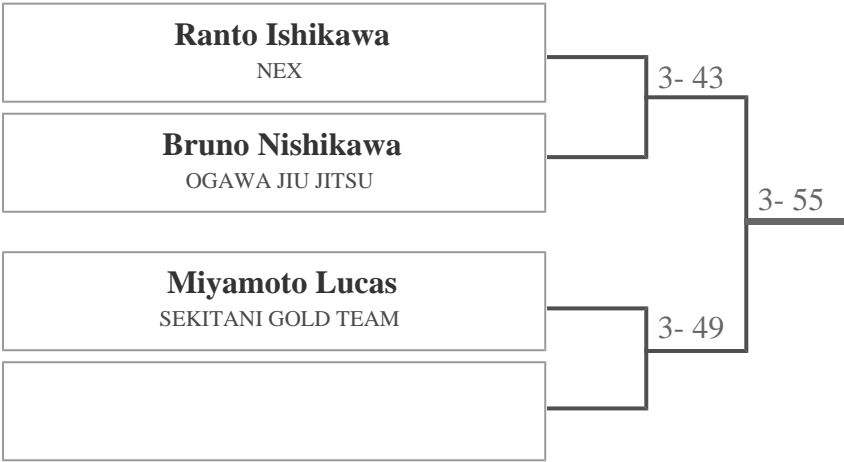 Ranto Ishikawa
NEX
3- 43
Bruno Nishikawa
OGAWA JIU JITSU
3- 55
Miyamoto Lucas
SEKITANI GOLD TEAM
3- 49